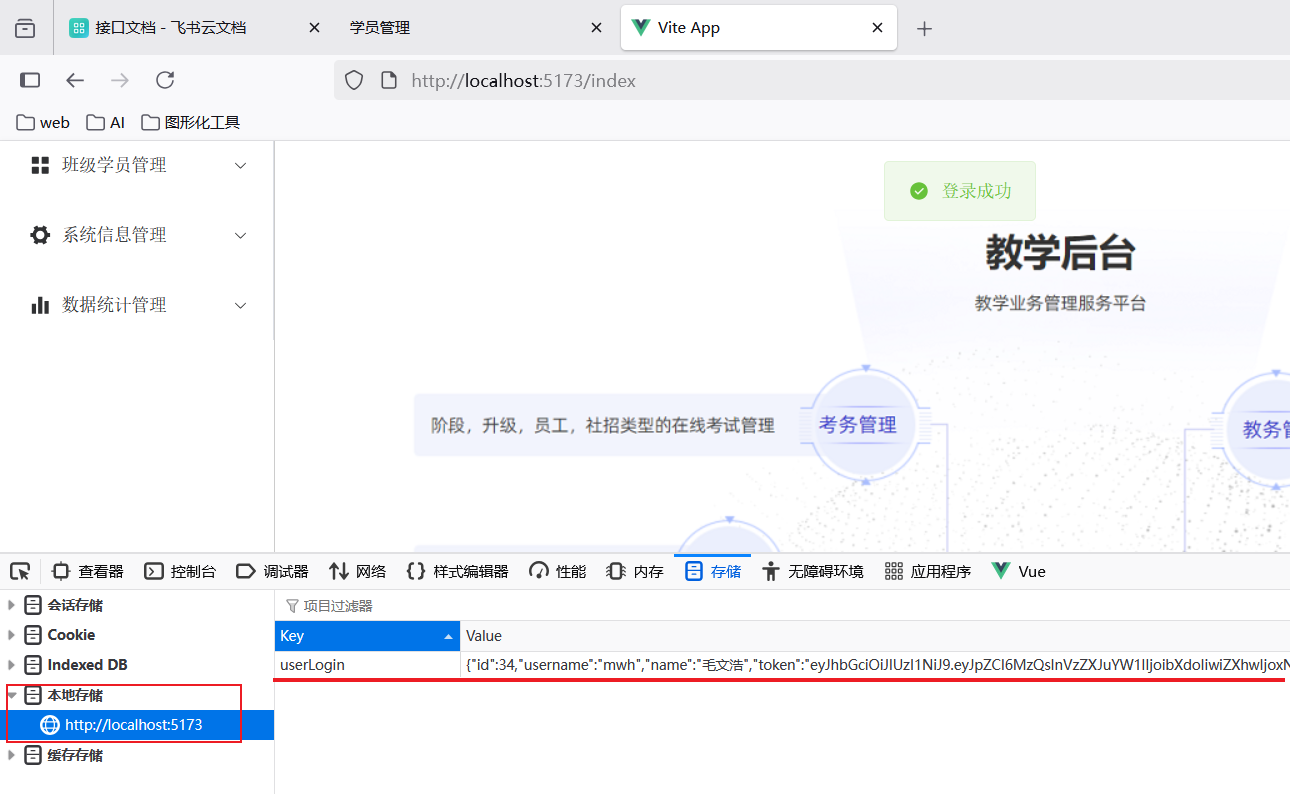 接口文档 - 飞书云文档
学员管理
Vite App
http://localhost:5173/index
web
AI
图形化工具
班级学员管理
系统信息管理
数据统计管理
登录成功
教学后台
教学业务管理服务平台
阶段，升级，员工，社招类型的在线考试管理
考务管理
教务管
查看器
控制台
调试器
网络
样式编辑器
性能
内存
存储
无障碍环境
应用程序
Vue
会话存储
Cookie
Indexed DB
本地存储
http://localhost:5173
缓存存储
项目过滤器
Key
Value
userLogin
{"id":34,"username":"mwh","name":"毛文浩","token":"eyJhbGciOiJIUzI1NiJ9.eyJpZCI6MzQsInVzZXJuYW1lIjoibXdoIiwiZXhwIjox